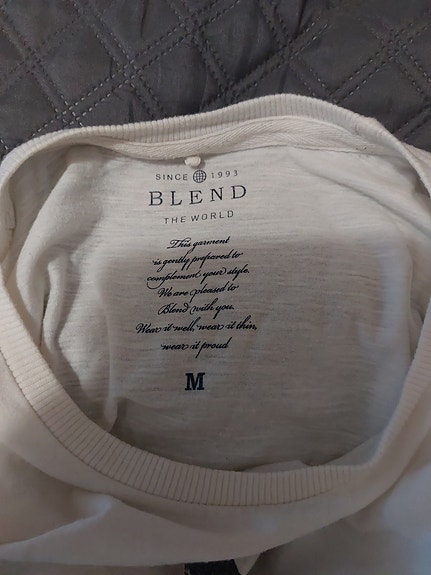 SINCE 1993
BLEND
THE WORLD
This garment
is gently prepared to
complement your style.
We are pleased to
Blend with you.
Wear it well, wear it thin,
wear it proud
M